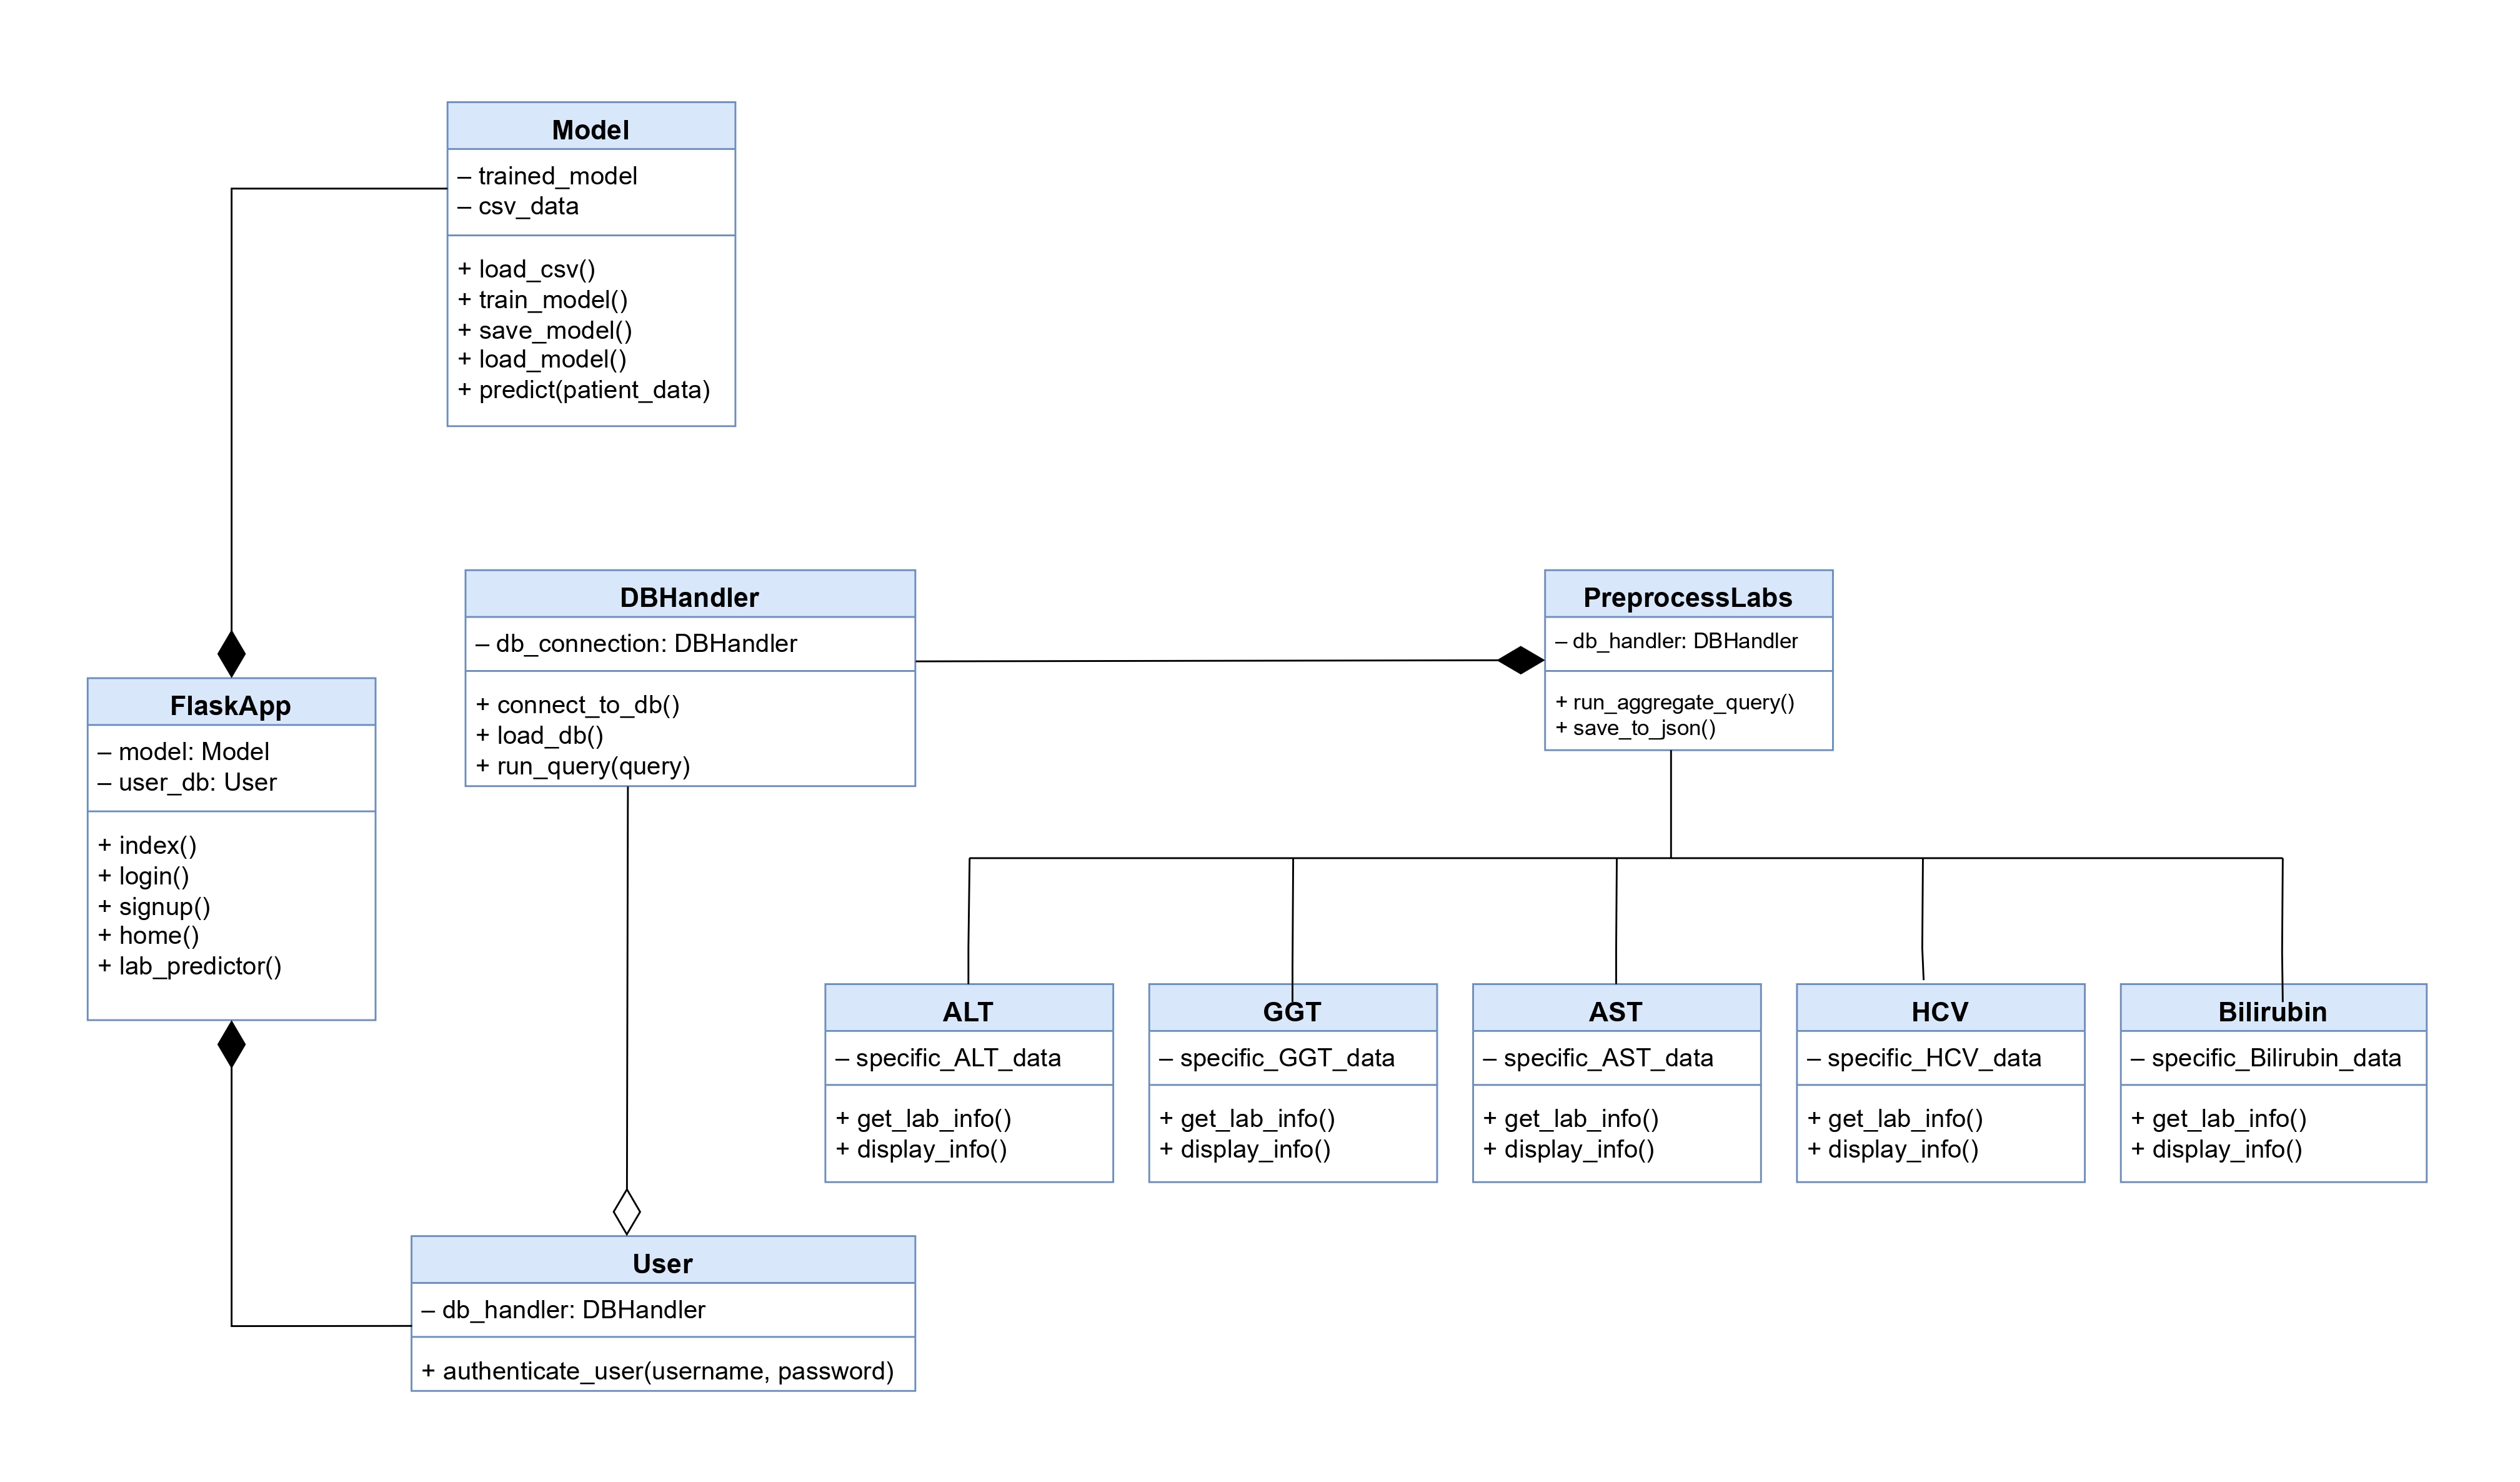 Model
– trained_model
– csv_data
+ load_csv()
+ train_model()
+ save_model()
+ load_model()
+ predict(patient_data)
DBHandler
– db_connection: DBHandler
+ connect_to_db()
+ load_db()
+ run_query(query)
PreprocessLabs
– db_handler: DBHandler
+ run_aggregate_query()
+ save_to_json()
FlaskApp
– model: Model
– user_db: User
+ index()
+ login()
+ signup()
+ home()
+ lab_predictor()
ALT
– specific_ALT_data
+ get_lab_info()
+ display_info()
GGT
– specific_GGT_data
+ get_lab_info()
+ display_info()
AST
– specific_AST_data
+ get_lab_info()
+ display_info()
HCV
– specific_HCV_data
+ get_lab_info()
+ display_info()
Bilirubin
– specific_Bilirubin_data
+ get_lab_info()
+ display_info()
User
– db_handler: DBHandler
+ authenticate_user(username, password)